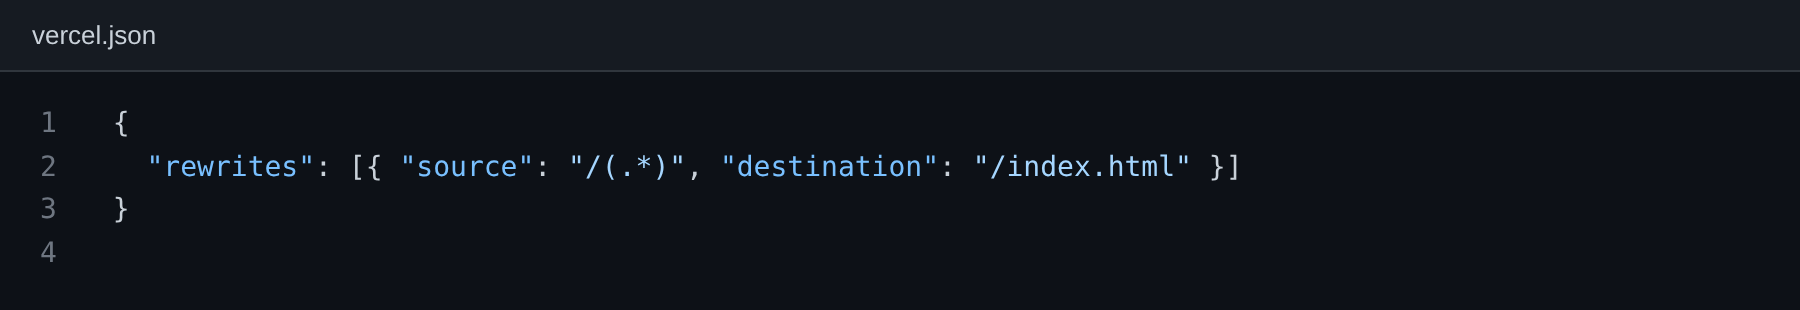 vercel.json
1 {
2   "rewrites": [{ "source": "/(.*)", "destination": "/index.html" }]
3 }
4